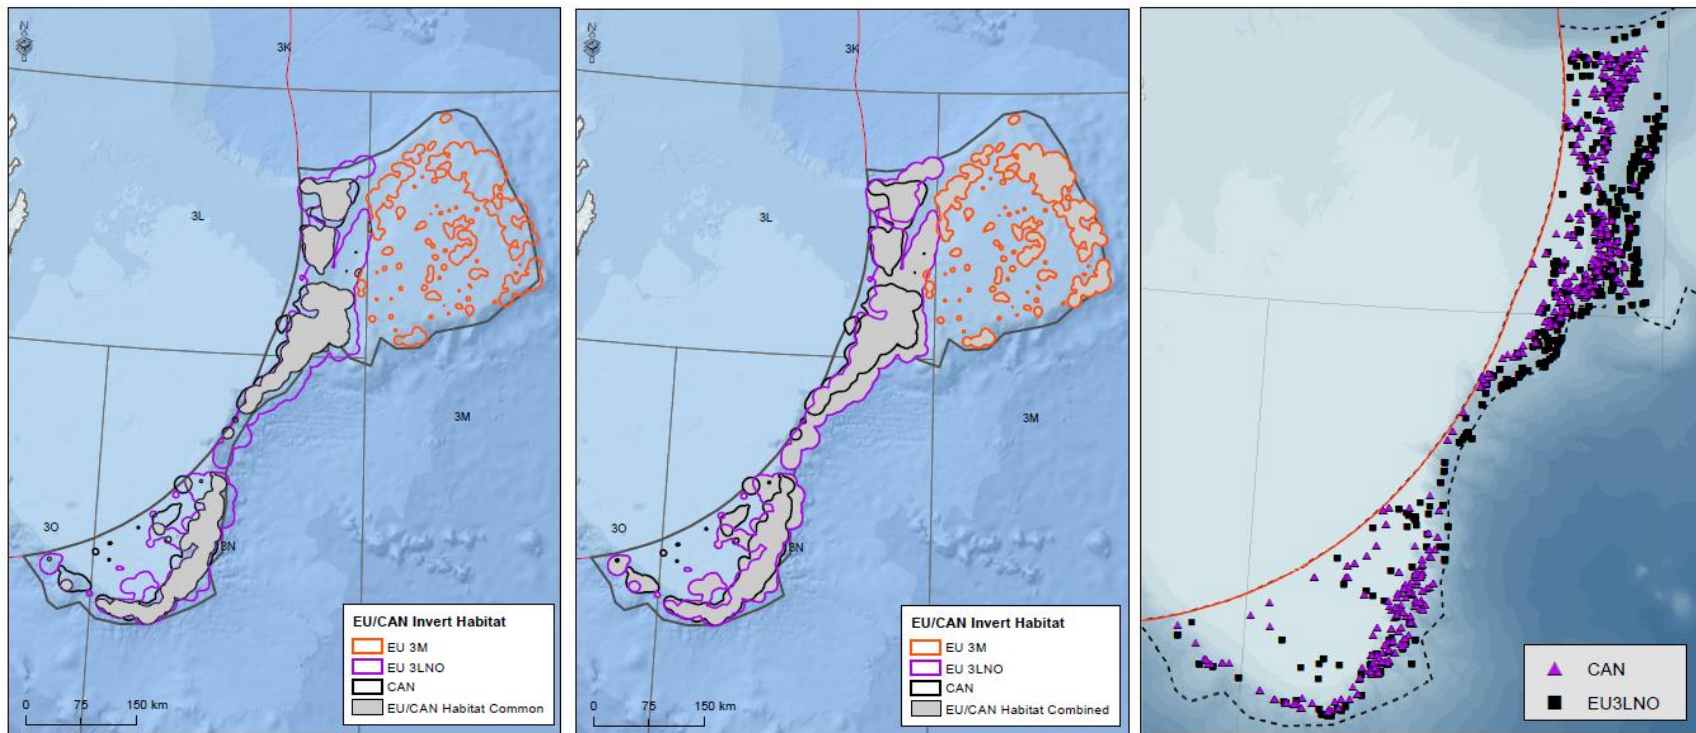 N
3K
3L
3M
3O
3N
EU/CAN Invert Habitat
EU 3M
EU 3LNO
CAN
EU/CAN Habitat Common
0 75 150 km
N
3K
3L
3M
3O
3N
EU/CAN Invert Habitat
EU 3M
EU 3LNO
CAN
EU/CAN Habitat Combined
0 75 150 km
CAN
EU3LNO